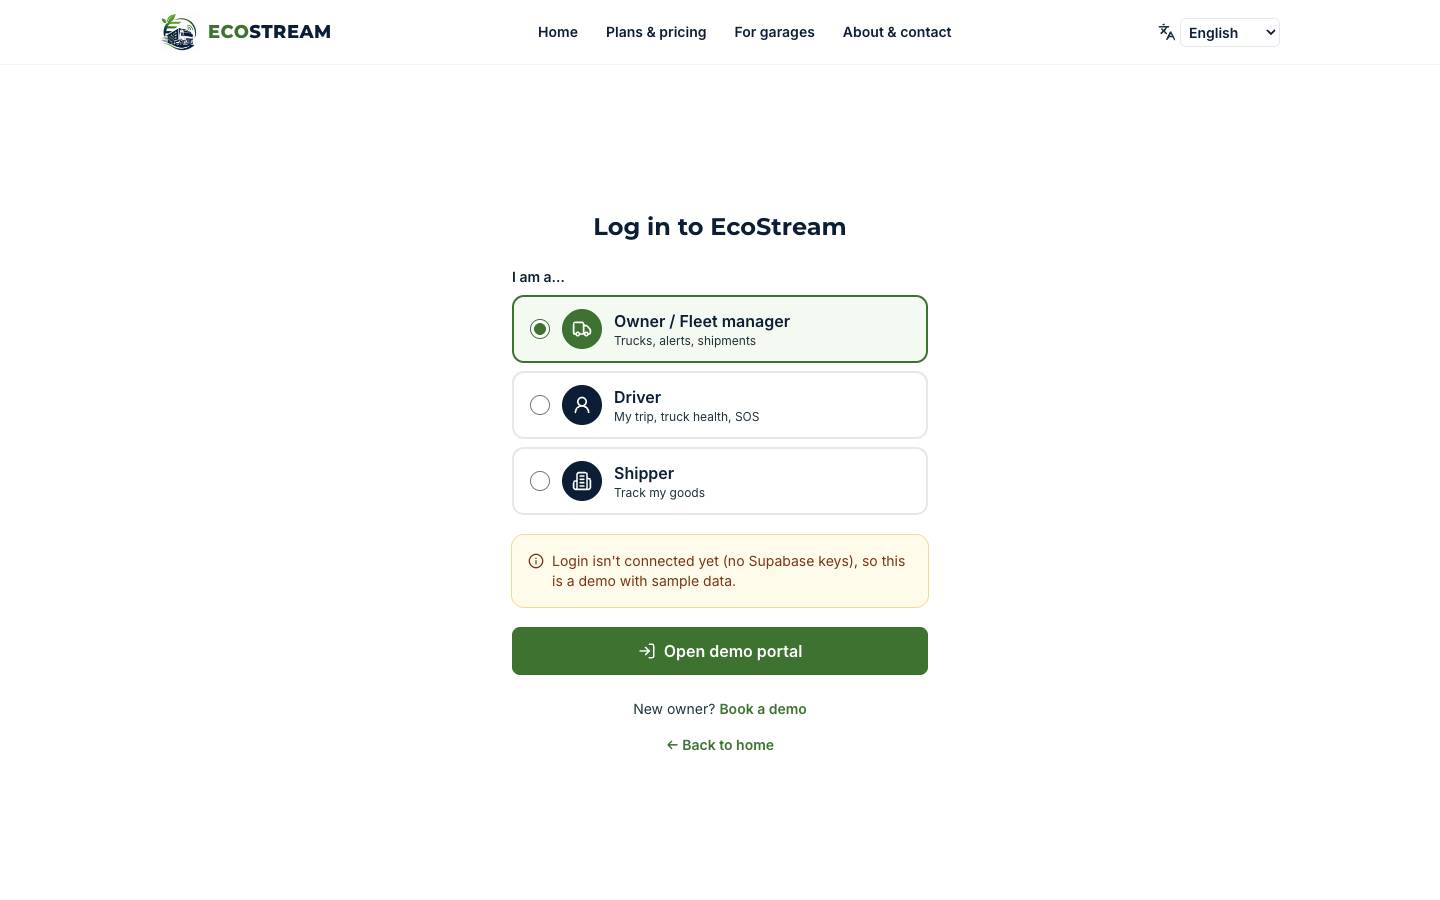 ECOSTREAM
Home
Plans & pricing
For garages
About & contact
English
Log in to EcoStream
I am a...
Owner / Fleet manager
Trucks, alerts, shipments
Driver
My trip, truck health, SOS
Shipper
Track my goods
Login isn't connected yet (no Supabase keys), so this
is a demo with sample data.
Open demo portal
New owner? Book a demo
← Back to home